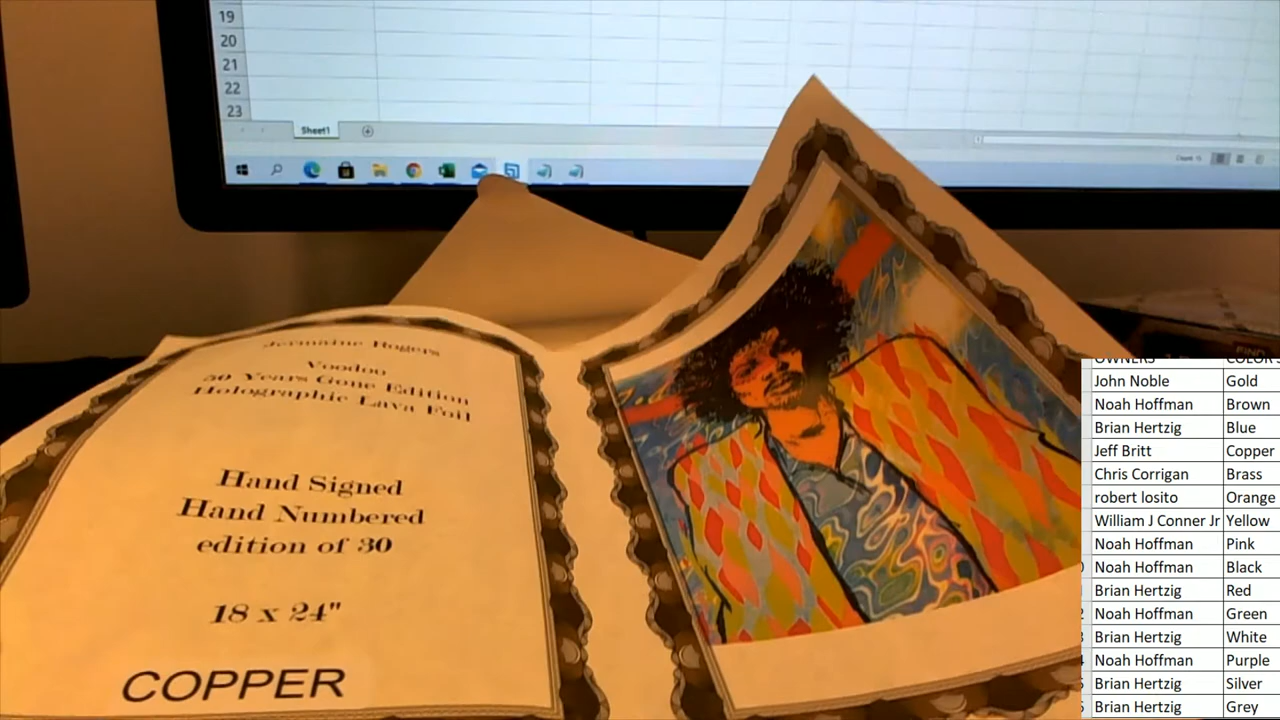 19
20
21
22
23
Sheet1
Jermaine Rogers
Voodoo
50 Years Gone Edition
Holographic Lava Foil
Hand Signed
Hand Numbered
edition of 30
18 x 24"
COPPER
OWNERS
John Noble Gold
Noah Hoffman Brown
Brian Hertzig Blue
Jeff Britt Copper
Chris Corrigan Brass
robert losito Orange
William J Conner Jr Yellow
Noah Hoffman Pink
Noah Hoffman Black
Brian Hertzig Red
Noah Hoffman Green
Brian Hertzig White
Noah Hoffman Purple
Brian Hertzig Silver
Brian Hertzig Grey